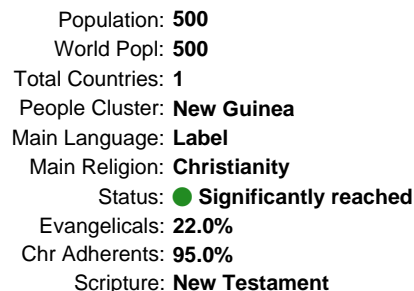 Population: 500
World Popl: 500
Total Countries: 1
People Cluster: New Guinea
Main Language: Label
Main Religion: Christianity
Status: Significantly reached
Evangelicals: 22.0%
Chr Adherents: 95.0%
Scripture: New Testament